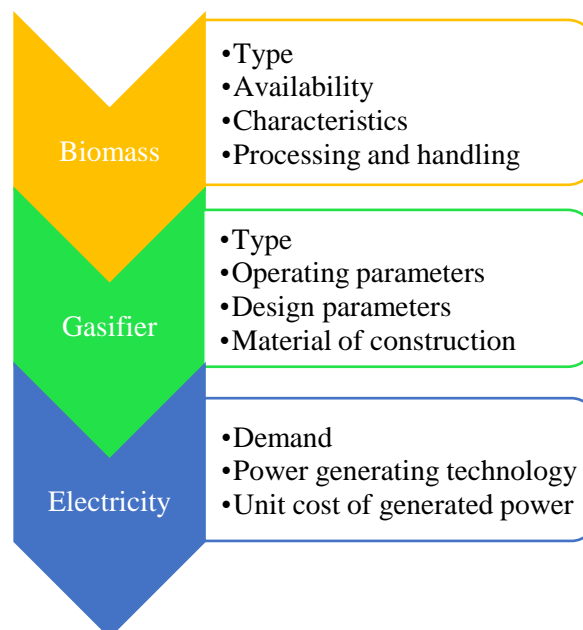 Biomass
•Type
•Availability
•Characteristics
•Processing and handling
Gasifier
•Type
•Operating parameters
•Design parameters
•Material of construction
Electricity
•Demand
•Power generating technology
•Unit cost of generated power